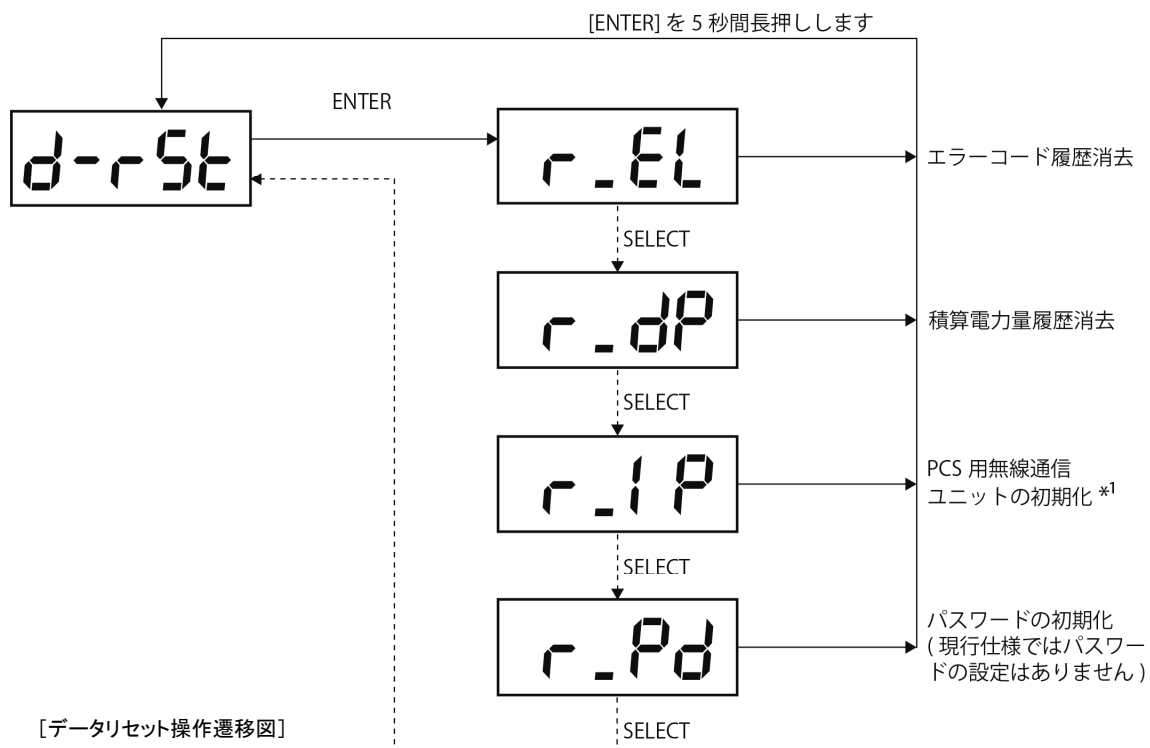 [ENTER] を 5 秒間長押しします
ENTER
d-rSt
r_EL
エラーコード履歴消去
SELECT
r_dP
積算電力量履歴消去
SELECT
r_IP
PCS 用無線通信
ユニットの初期化 *1
SELECT
r_Pd
パスワードの初期化
( 現行仕様ではパスワー
ドの設定はありません )
SELECT
[データリセット操作遷移図]